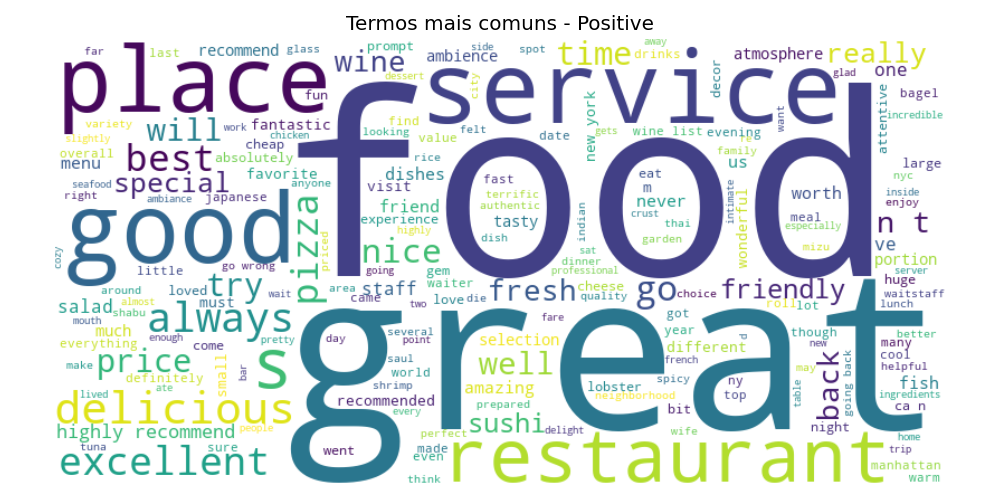 Termos mais comuns - Positive
far last recommend glass prompt side spot away
place wine ambience time drinks atmosphere really
dessert service city decor glad one
fun food want attentive bagel
variety will work fantastic looking find felt date new york gets wine list evening incredible
slightly chicken cheap value re family us
overall best absolutely rice large
menu favorite dishes fast eat nyc
special anyone visit terrific m worth inside
right seafood ambiance japanese friend authentic never intimate enjoy
good pizza experience tasty indian crust thai wonderful meal n t
highly dish garden especially
cozy priced nice sat dinner mizu ve
little go wrong going gem professional portion
loved try area staff waiter fresh cheese go choice friendly huge server
around almost must wait came two love die quality roll lot waitstaff
salad shabu always fare got lunch
mouth much enough pretty day several selection year though better
everything come point different new many
make price s saul well french back cool
definitely small bar world amazing spicy ny may going back helpful
lived ate shrimp lobster top table fish
delicious great recommended prepared neighborhood bit ingredients
every sushi ca n
highly recommend people perfect delight wife night
tuna sure went made restaurant home
excellent even trip
think manhattan
warm
d